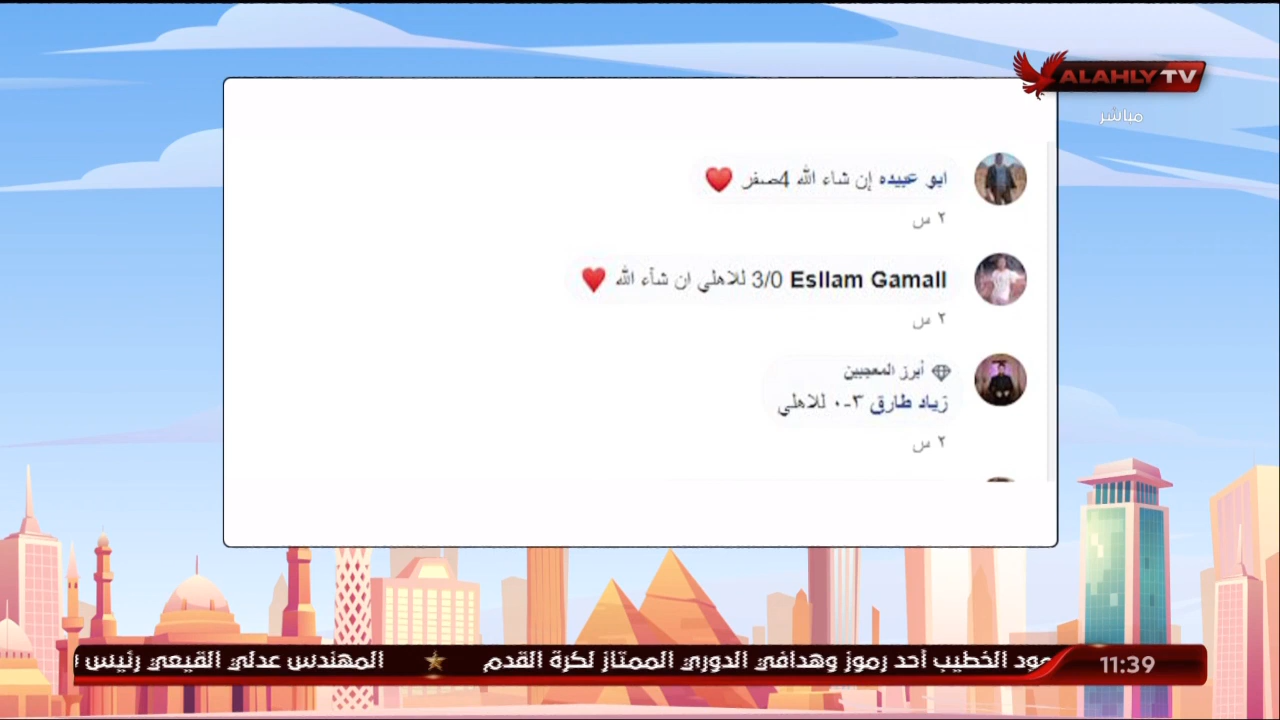 ALAHLY TV
مباشر
ابو عبيده إن شاء الله 4صفر ❤️
٢ س
Esllam Gamall 3/0 للاهلي ان شآء الله ❤️
٢ س
أبرز المعجبين
زياد طارق ٣-٠ للاهلي
٢ س
11:39
مود الخطيب أحد رموز وهدافي الدوري الممتاز لكرة القدم ★ المهندس عدلي القيعي رئيس